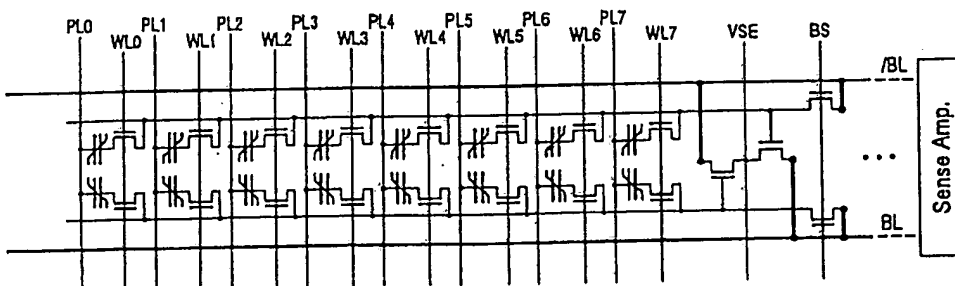 PL0 PL1 PL2 PL3 PL4 PL5 PL6 PL7 VSE BS
WL0 WL1 WL2 WL3 WL4 WL5 WL6 WL7
/BL
Sense Amp.
BL